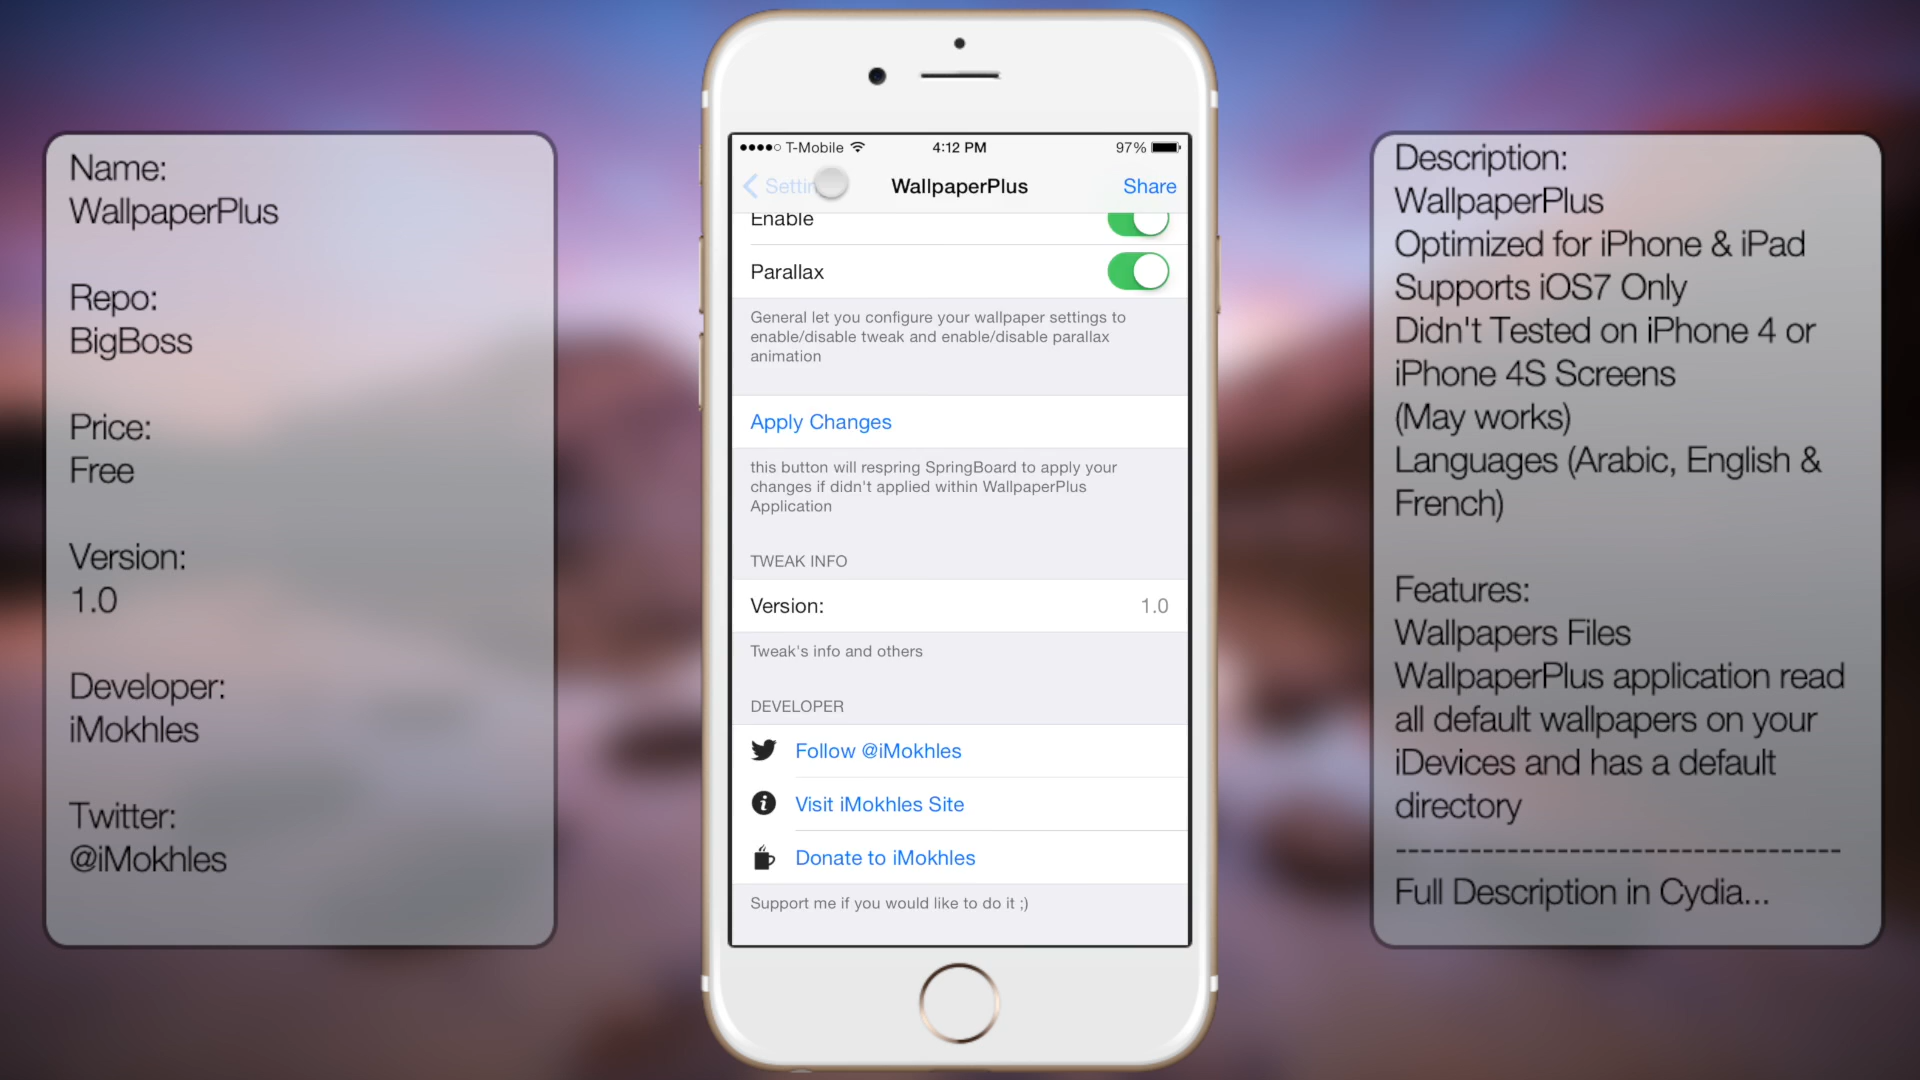 Name:
WallpaperPlus
Repo:
BigBoss
Price:
Free
Version:
1.0
Developer:
iMokhles
Twitter:
@iMokhles
T-Mobile
4:12 PM
97%
WallpaperPlus
Share
Enable
Parallax
General let you configure your wallpaper settings to
enable/disable tweak and enable/disable parallax
animation
Apply Changes
this button will respring SpringBoard to apply your
changes if didn't applied within WallpaperPlus
Application
TWEAK INFO
Version: 1.0
Tweak's info and others
DEVELOPER
Follow @iMokhles
Visit iMokhles Site
Donate to iMokhles
Support me if you would like to do it ;)
Description:
WallpaperPlus
Optimized for iPhone & iPad
Supports iOS7 Only
Didn't Tested on iPhone 4 or
iPhone 4S Screens
(May works)
Languages (Arabic, English &
French)
Features:
Wallpapers Files
WallpaperPlus application read
all default wallpapers on your
iDevices and has a default
directory
------------------------------------
Full Description in Cydia...